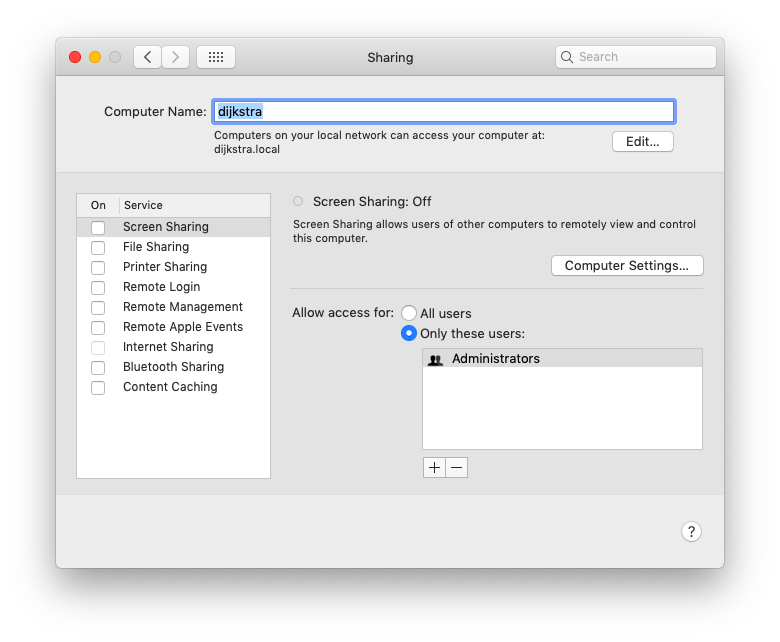 Sharing
Search
Computer Name: dijkstra
Computers on your local network can access your computer at:
dijkstra.local
Edit...
On Service
Screen Sharing
File Sharing
Printer Sharing
Remote Login
Remote Management
Remote Apple Events
Internet Sharing
Bluetooth Sharing
Content Caching
Screen Sharing: Off
Screen Sharing allows users of other computers to remotely view and control
this computer.
Computer Settings...
Allow access for: All users
Only these users:
Administrators
+ −
?